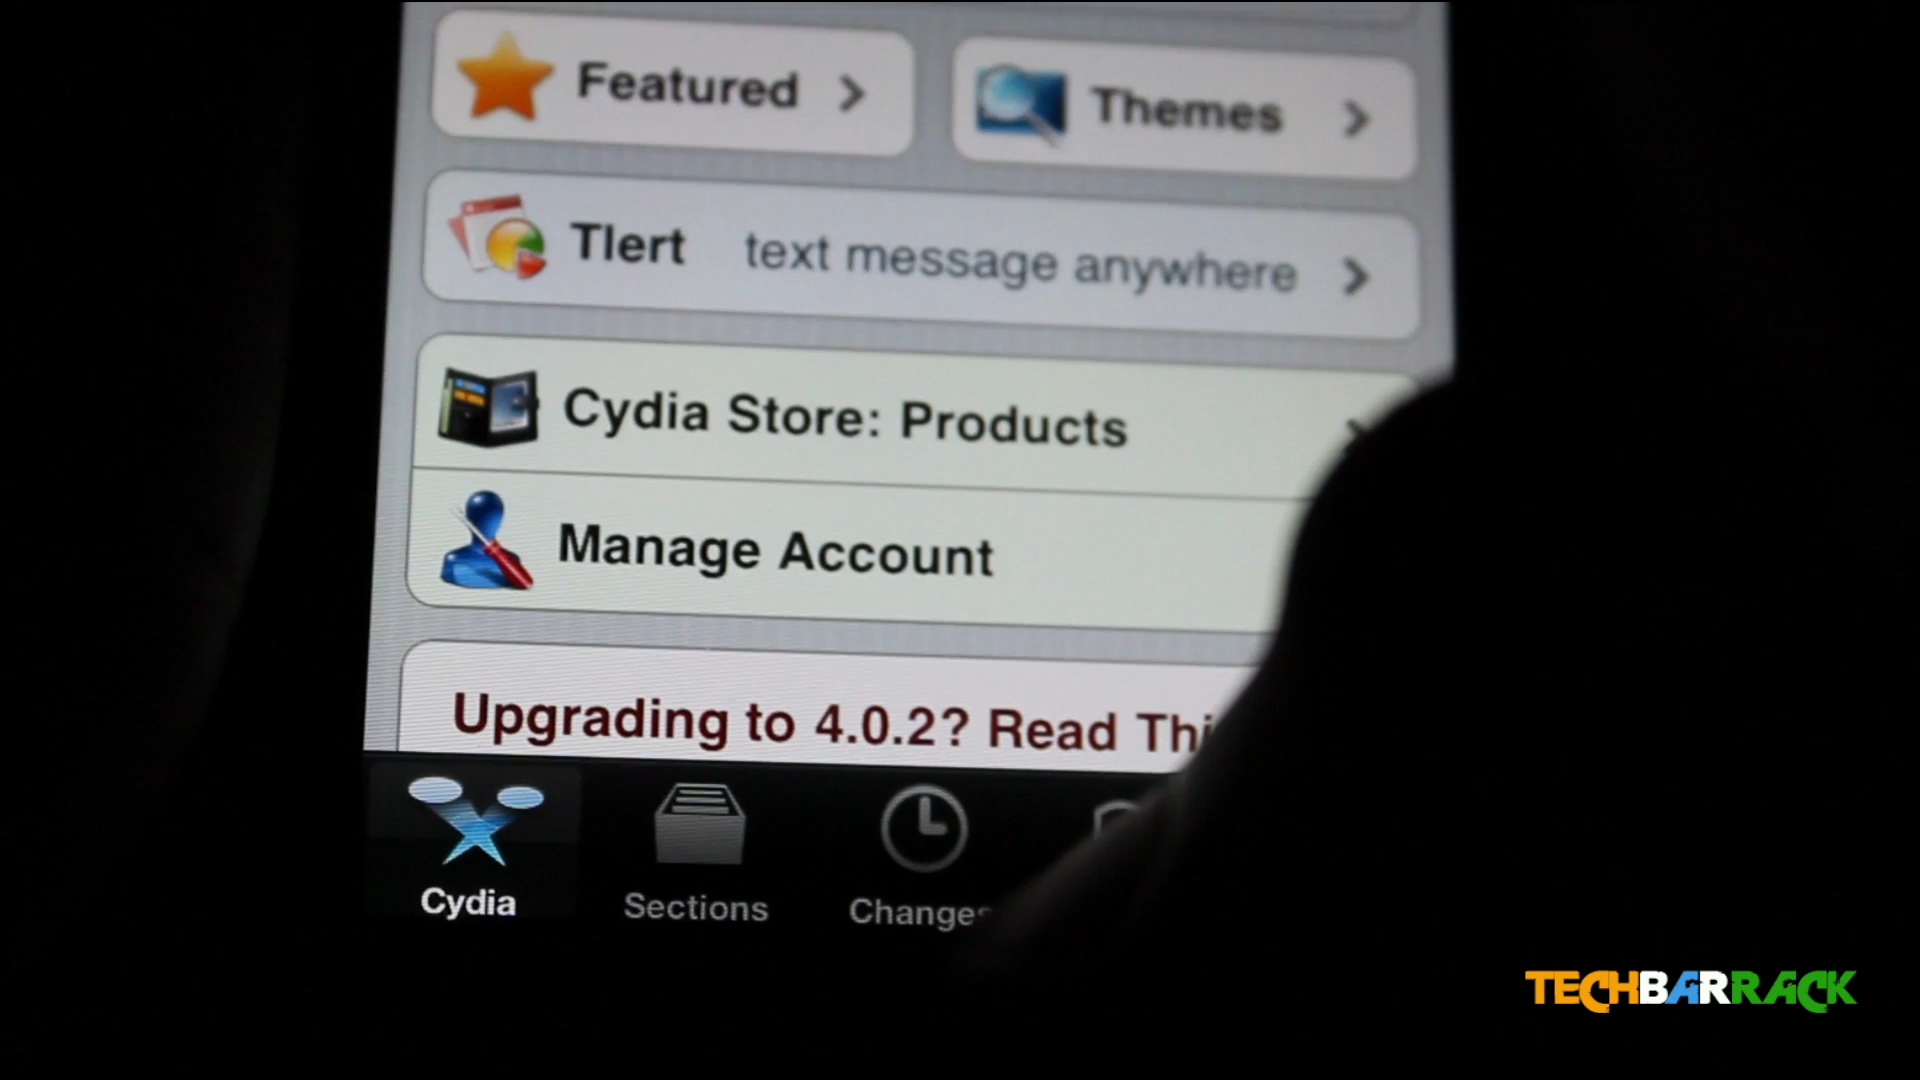 Featured
Themes
Tlert text message anywhere
Cydia Store: Products
Manage Account
Upgrading to 4.0.2? Read Thi
Cydia
Sections
Changes
TECHBARRACK